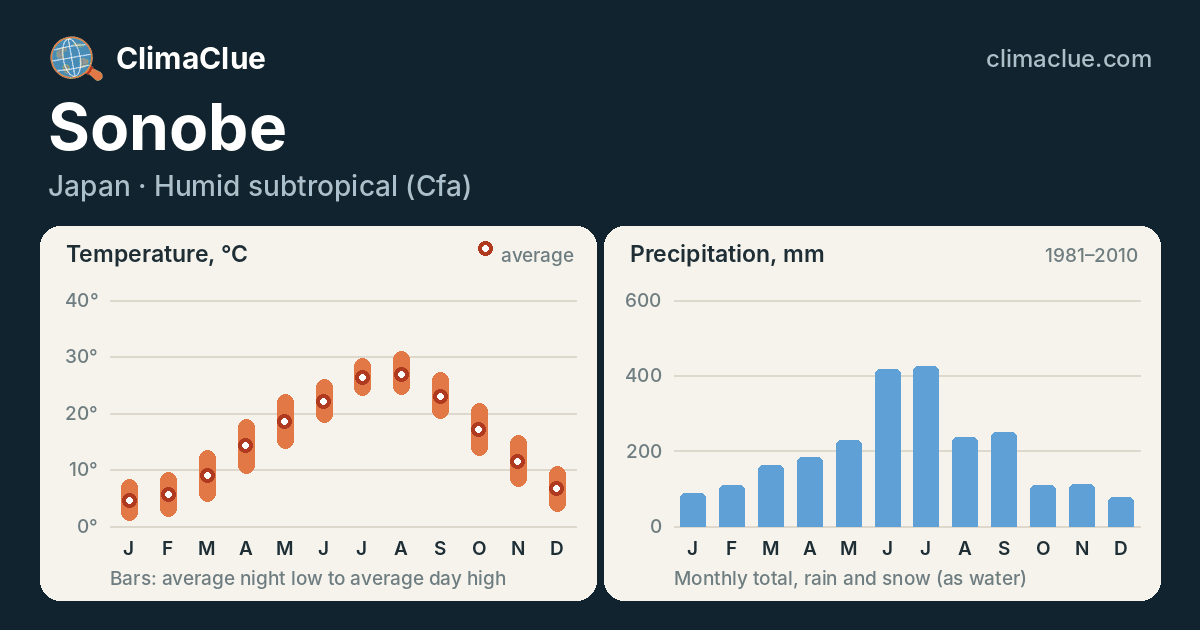 ClimaClue
climaclue.com
Sonobe
Japan · Humid subtropical (Cfa)
Temperature, °C
average
40°
30°
20°
10°
0°
J F M A M J J A S O N D
Bars: average night low to average day high
Precipitation, mm
1981–2010
600
400
200
0
J F M A M J J A S O N D
Monthly total, rain and snow (as water)